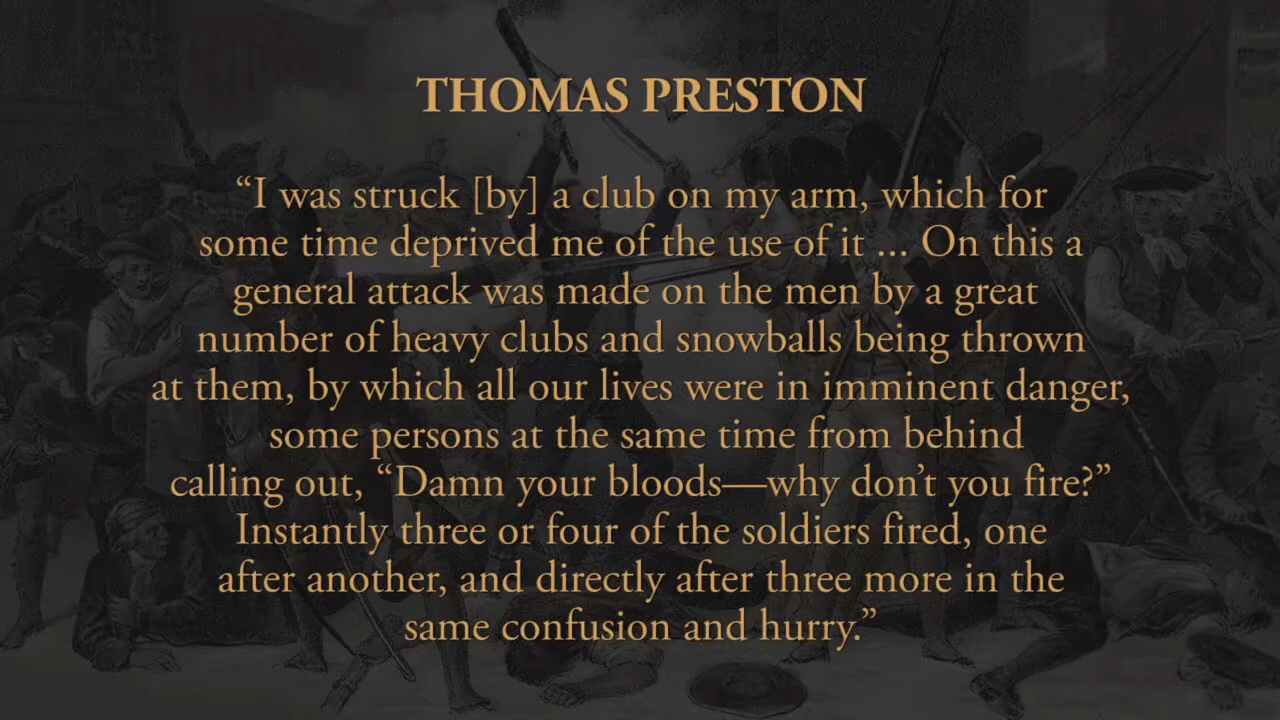 THOMAS PRESTON
“I was struck [by] a club on my arm, which for
some time deprived me of the use of it ... On this a
general attack was made on the men by a great
number of heavy clubs and snowballs being thrown
at them, by which all our lives were in imminent danger,
some persons at the same time from behind
calling out, “Damn your bloods—why don’t you fire?”
Instantly three or four of the soldiers fired, one
after another, and directly after three more in the
same confusion and hurry.”